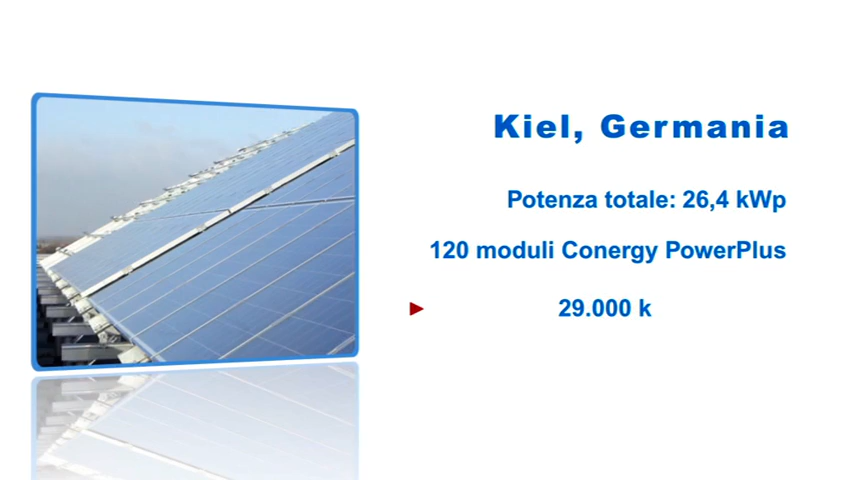 Kiel, Germania
Potenza totale: 26,4 kWp
120 moduli Conergy PowerPlus
29.000 k